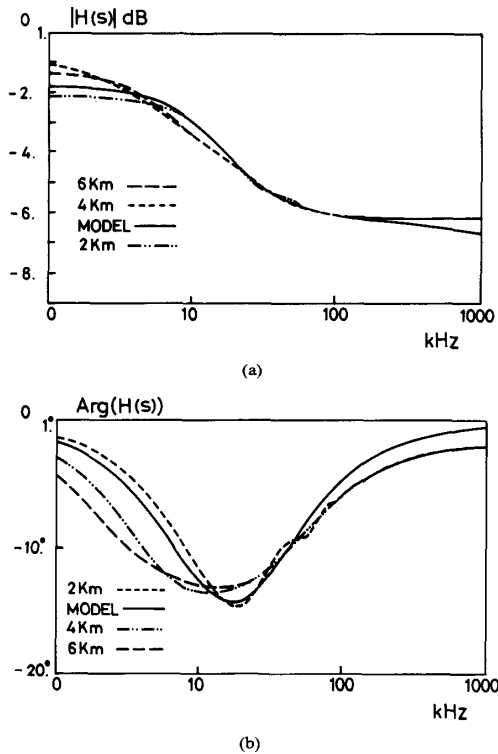 |H(s)| dB
0
1.
-2.
-4.
-6.
-8.
6Km
4Km
MODEL
2Km
0 10 100 1000
kHz
(a)
Arg(H(s))
0
1°
-10°
-20°
2Km
MODEL
4Km
6Km
0 10 100 1000
kHz
(b)